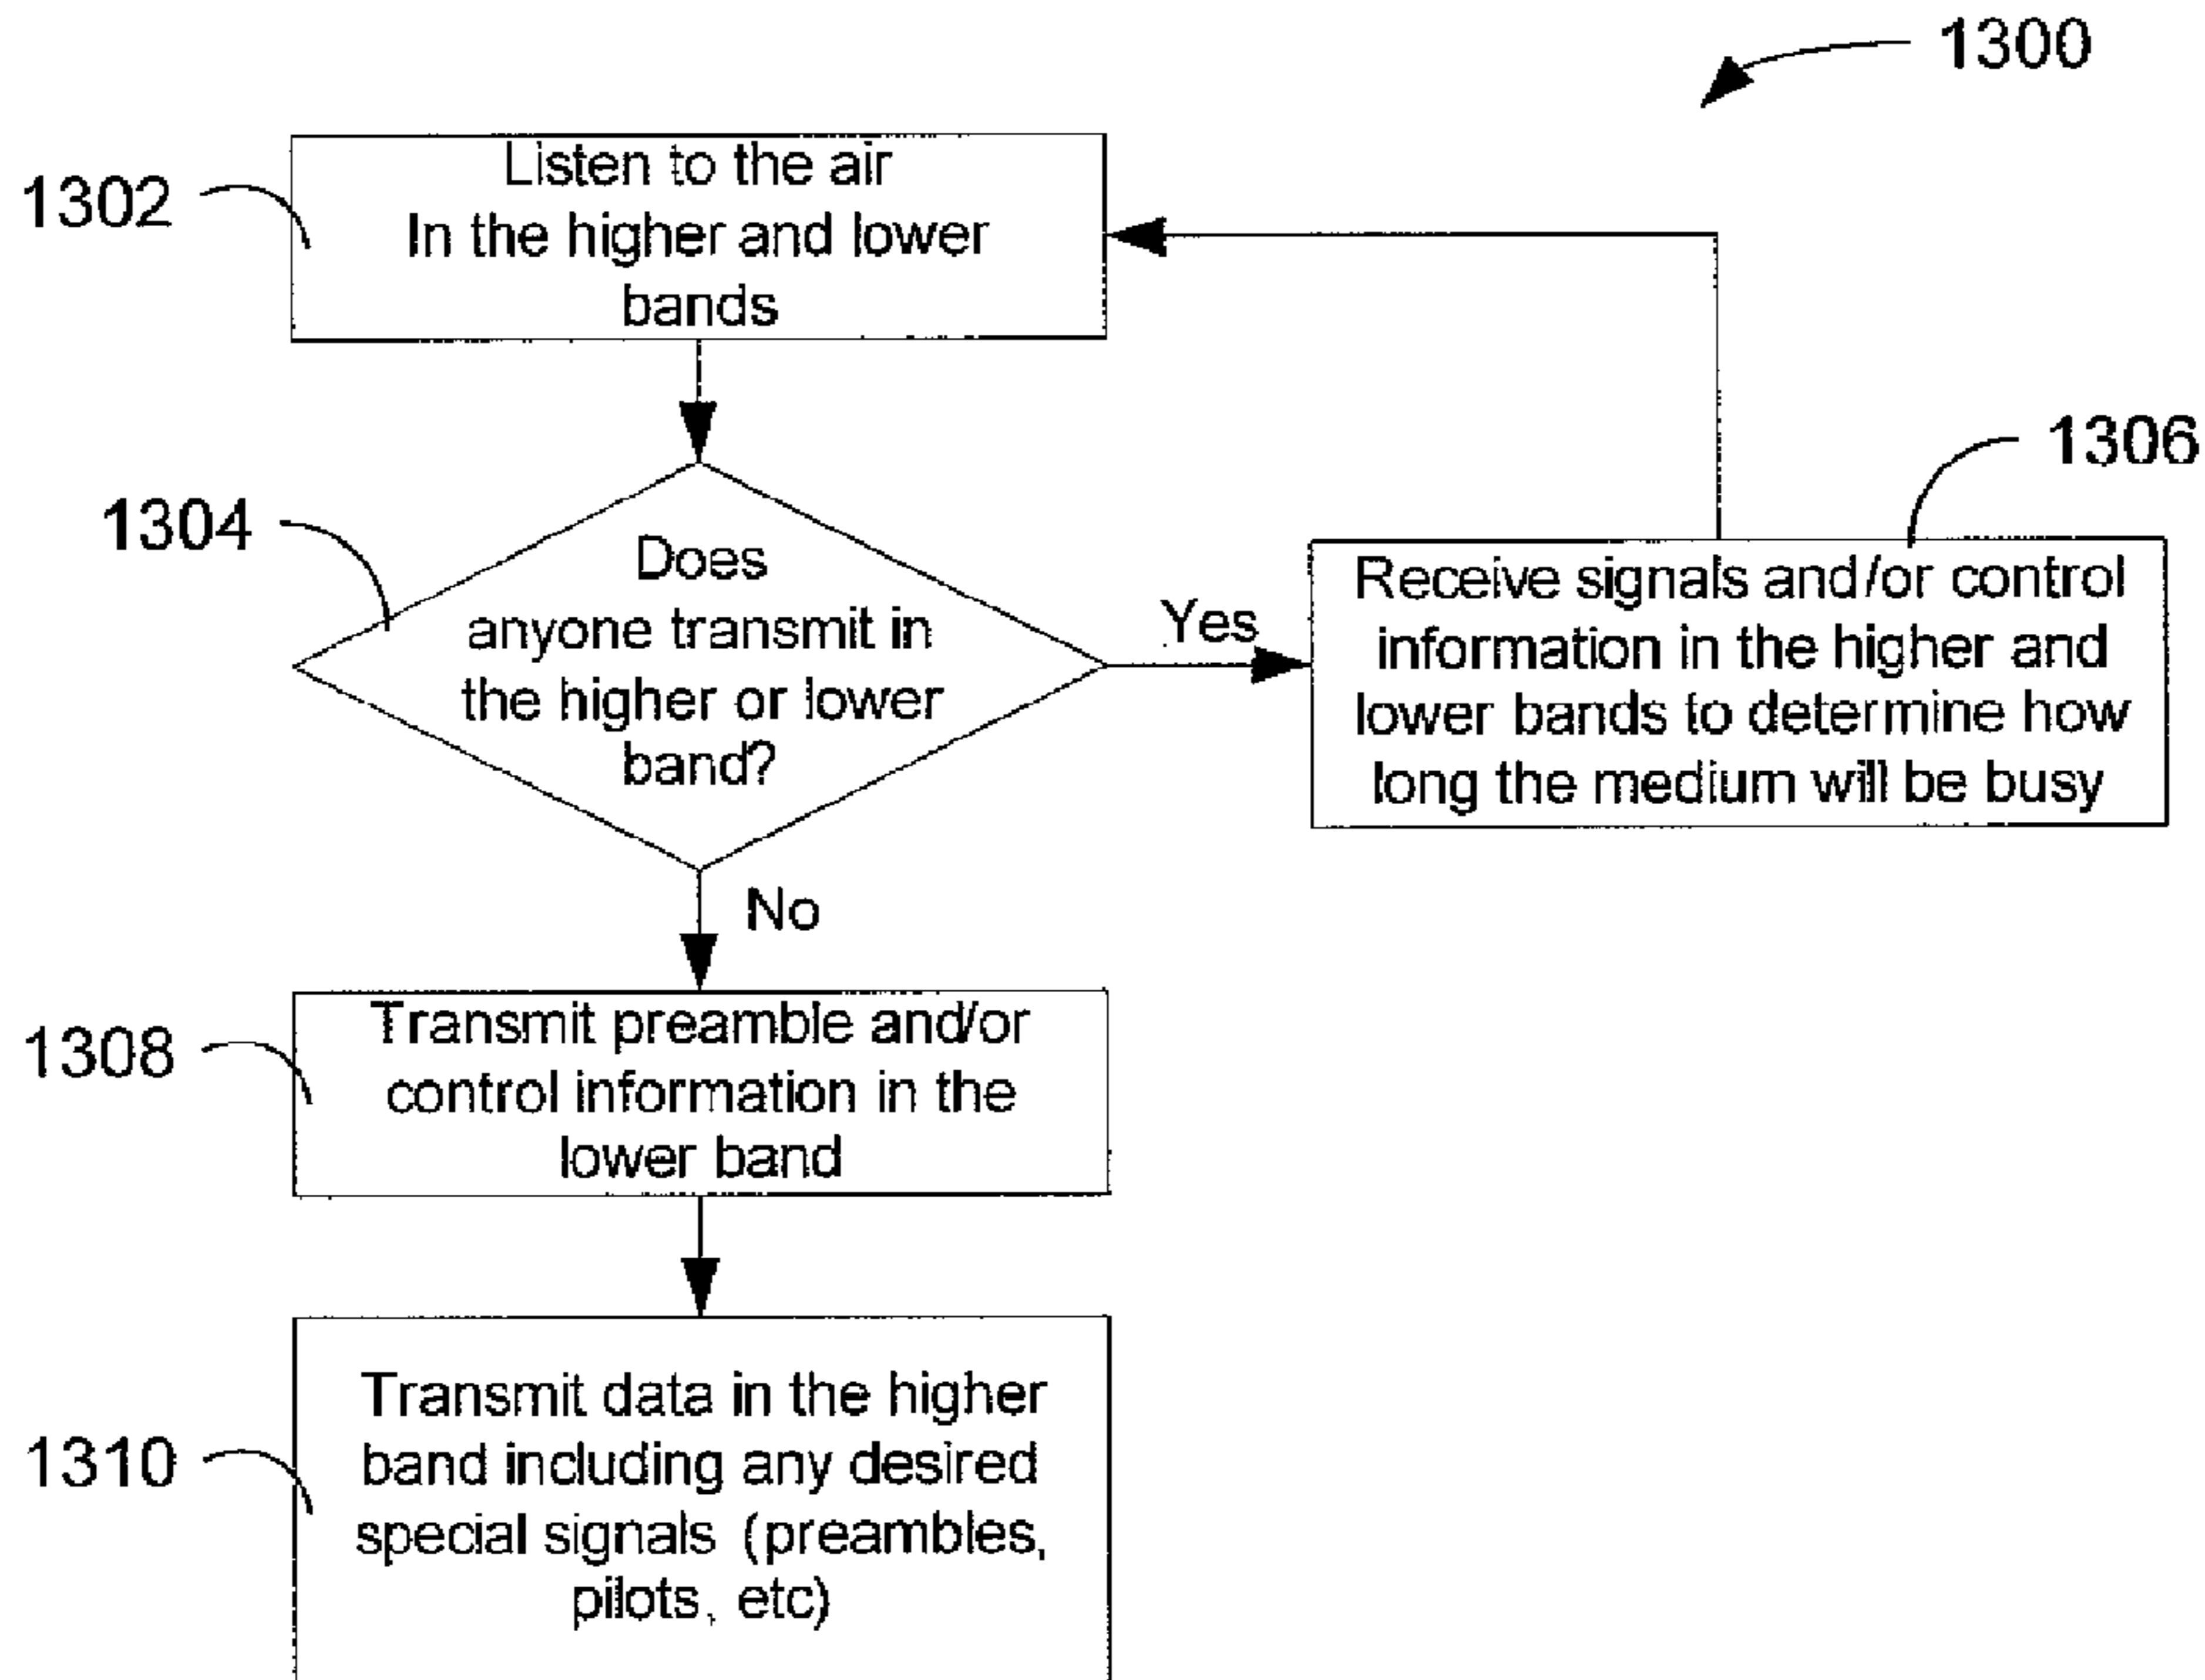 1300
1302
Listen to the air
In the higher and lower
bands
1304
Does
anyone transmit in
the higher or lower
band?
Yes
1306
Receive signals and/or control
information in the higher and
lower bands to determine how
long the medium will be busy
No
1308
Transmit preamble and/or
control information in the
lower band
1310
Transmit data in the higher
band including any desired
special signals (preambles,
pilots, etc)